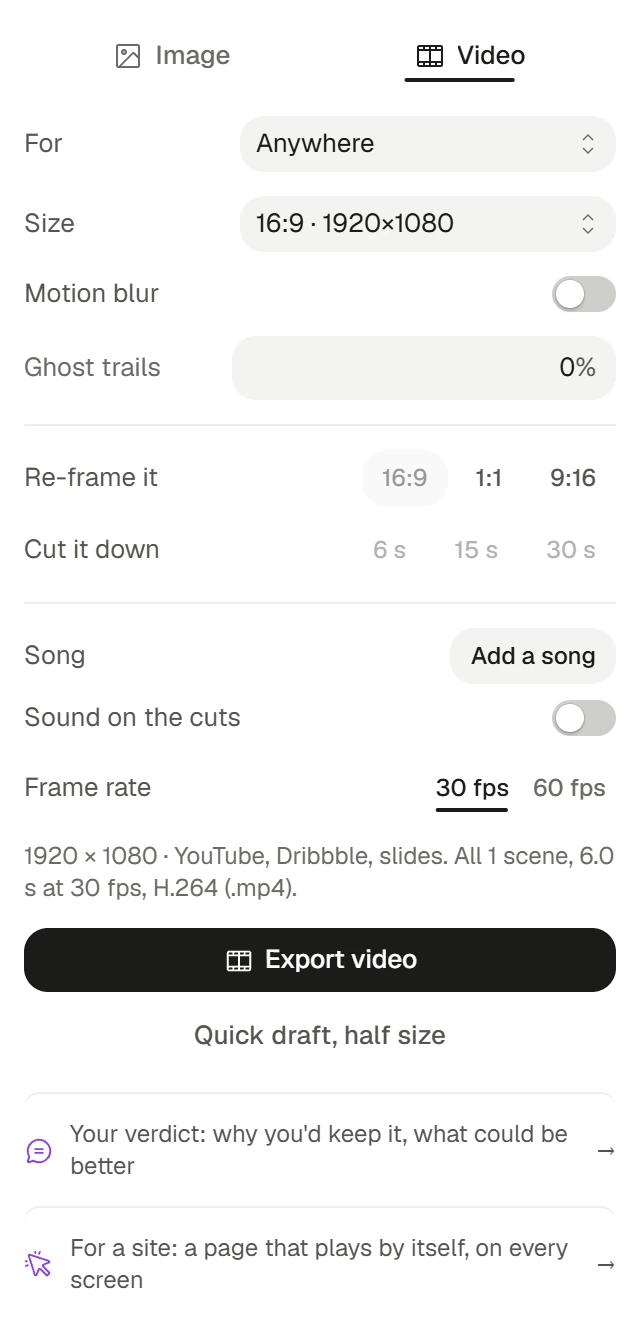 Image
Video
For
Anywhere
Size
16:9 · 1920×1080
Motion blur
Ghost trails
0%
Re-frame it
16:9
1:1
9:16
Cut it down
6 s
15 s
30 s
Song
Add a song
Sound on the cuts
Frame rate
30 fps
60 fps
1920 × 1080 · YouTube, Dribbble, slides. All 1 scene, 6.0
s at 30 fps, H.264 (.mp4).
Export video
Quick draft, half size
Your verdict: why you'd keep it, what could be
better
→
For a site: a page that plays by itself, on every
screen
→